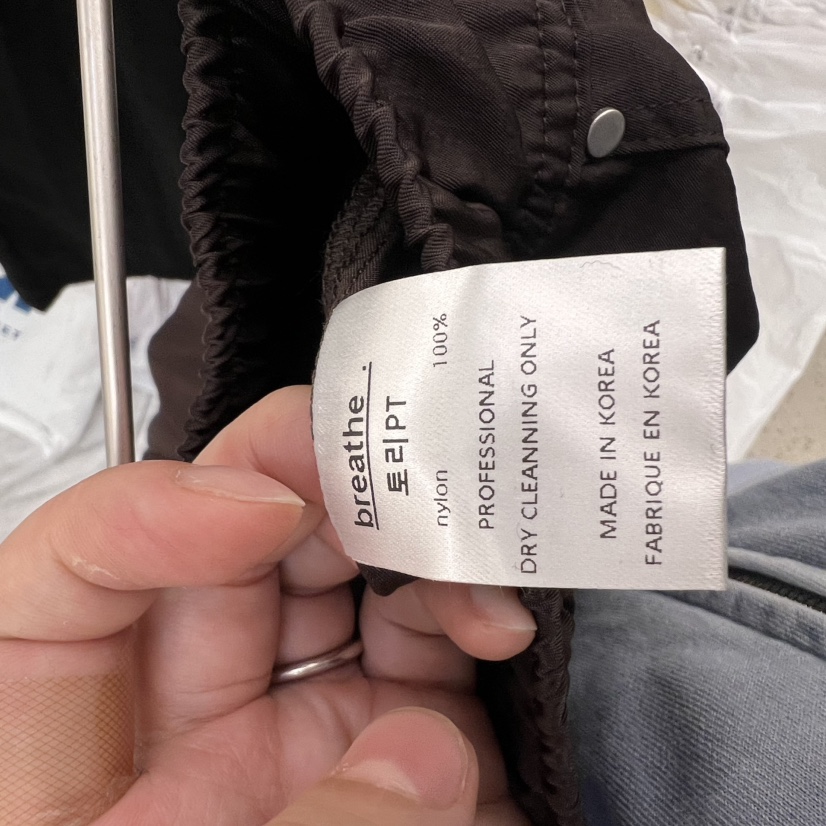 breathe .
토리PT
nylon 100%
PROFESSIONAL
DRY CLEANNING ONLY
MADE IN KOREA
FABRIQUE EN KOREA